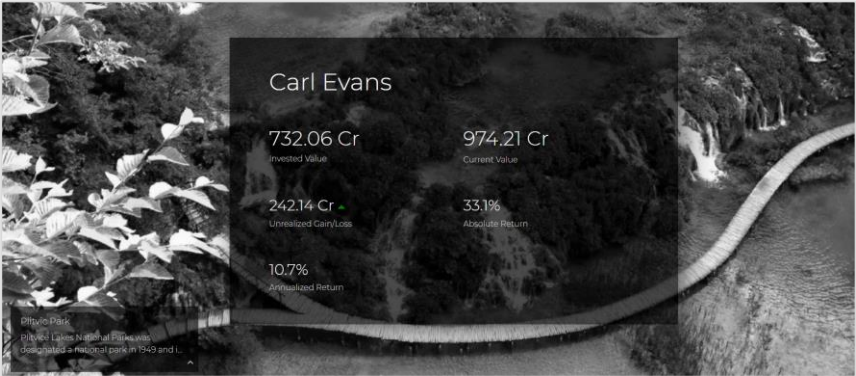 Carl Evans
732.06 Cr
974.21 Cr
Invested Value
Current Value
242.14 Cr
33.1%
Unrealized Gain/Loss
Absolute Return
10.7%
Annualized Return
Plitvic Park
Plitvice Lakes National Parks was
designated a national park in 1949 and i...